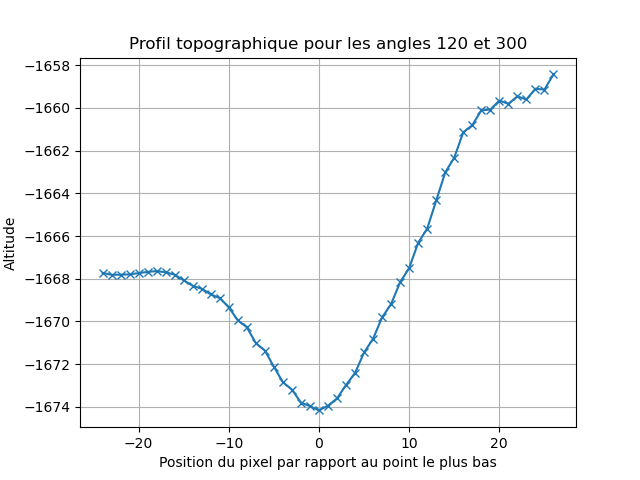 Profil topographique pour les angles 120 et 300
−1658
−1660
−1662
−1664
−1666
−1668
−1670
−1672
−1674
Altitude
−20 −10 0 10 20
Position du pixel par rapport au point le plus bas